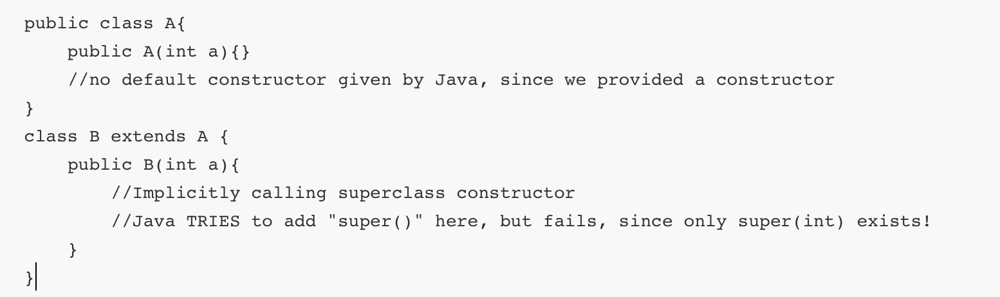 public class A{
    public A(int a){}
    //no default constructor given by Java, since we provided a constructor
}
class B extends A {
    public B(int a){
        //Implicitly calling superclass constructor
        //Java TRIES to add "super()" here, but fails, since only super(int) exists!
    }
}